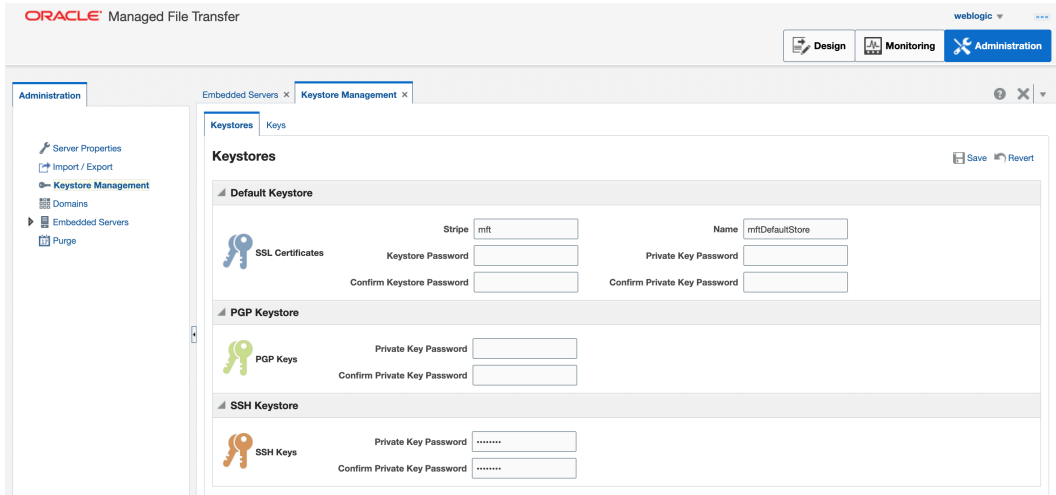 ORACLE® Managed File Transfer
weblogic
Design Monitoring Administration
Administration
Embedded Servers × Keystore Management ×
Keystores Keys
Server Properties
Import / Export
Keystore Management
Domains
Embedded Servers
Purge
Keystores
Save Revert
Default Keystore
SSL Certificates
Stripe mft Name mftDefaultStore
Keystore Password Private Key Password
Confirm Keystore Password Confirm Private Key Password
PGP Keystore
PGP Keys
Private Key Password
Confirm Private Key Password
SSH Keystore
SSH Keys
Private Key Password ••••••••
Confirm Private Key Password ••••••••